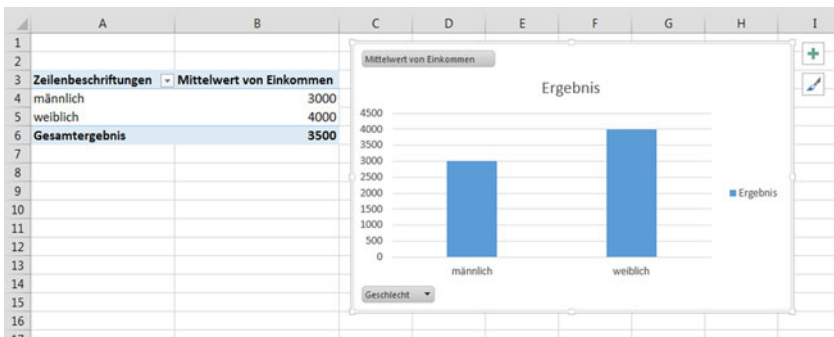 A B C D E F G H I
1
2
3 Zeilenbeschriftungen Mittelwert von Einkommen
4 männlich 3000
5 weiblich 4000
6 Gesamtergebnis 3500
7
8
9
10
11
12
13
14
15
16
17
Mittelwert von Einkommen
Ergebnis
4500
4000
3500
3000
2500
2000
1500
1000
500
0
männlich weiblich
Ergebnis
Geschlecht